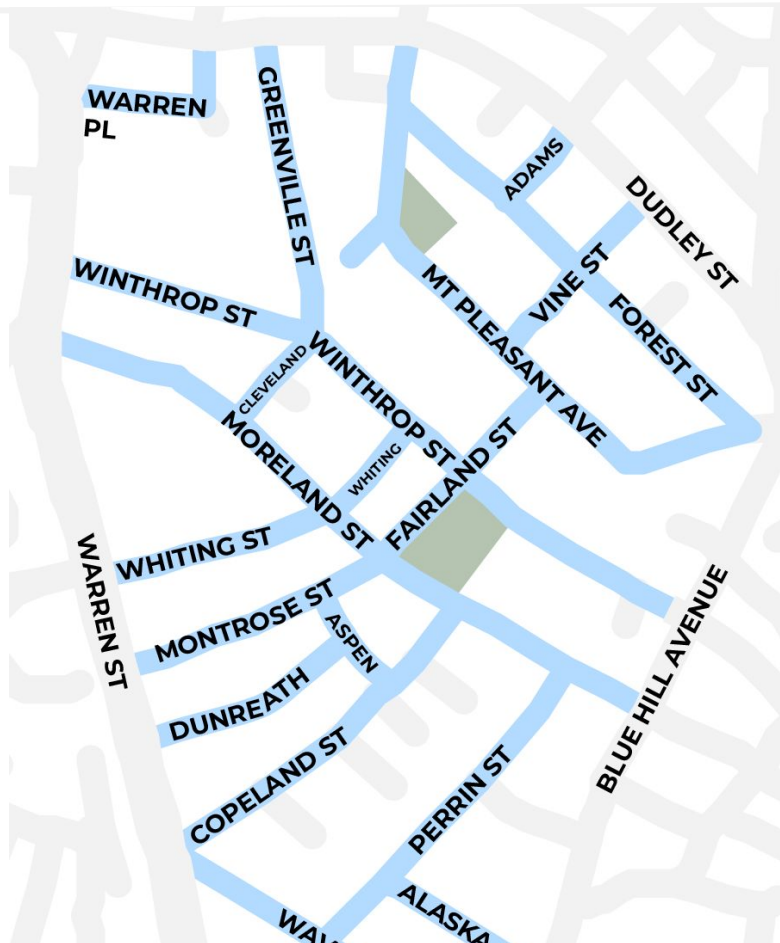 WARREN
PL
GREENVILLE ST
ADAMS
DUDLEY ST
WINTHROP ST
VINE ST
MT PLEASANT AVE
FOREST ST
CLEVELAND
WINTHROP ST
MORELAND ST
WHITING
FAIRLAND ST
WHITING ST
WARREN ST
MONTROSE ST
ASPEN
BLUE HILL AVENUE
DUNREATH
COPELAND ST
PERRIN ST
ALASKA